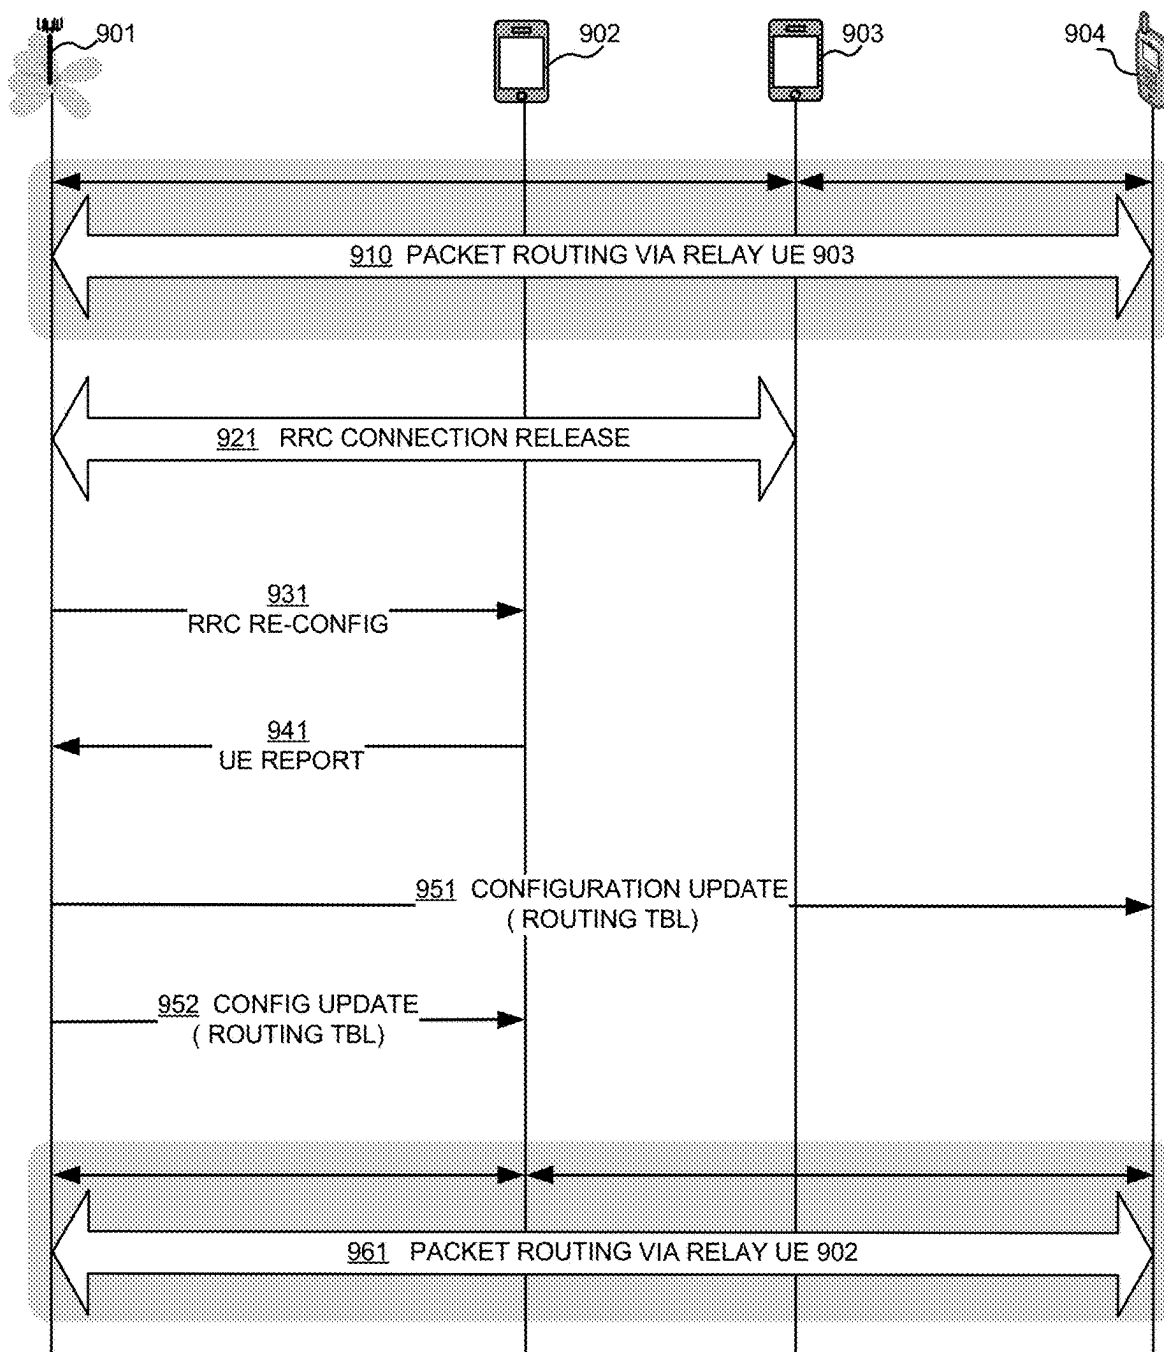 901
902
903
904
910 PACKET ROUTING VIA RELAY UE 903
921 RRC CONNECTION RELEASE
931
RRC RE-CONFIG
941
UE REPORT
951 CONFIGURATION UPDATE
( ROUTING TBL)
952 CONFIG UPDATE
( ROUTING TBL)
961 PACKET ROUTING VIA RELAY UE 902